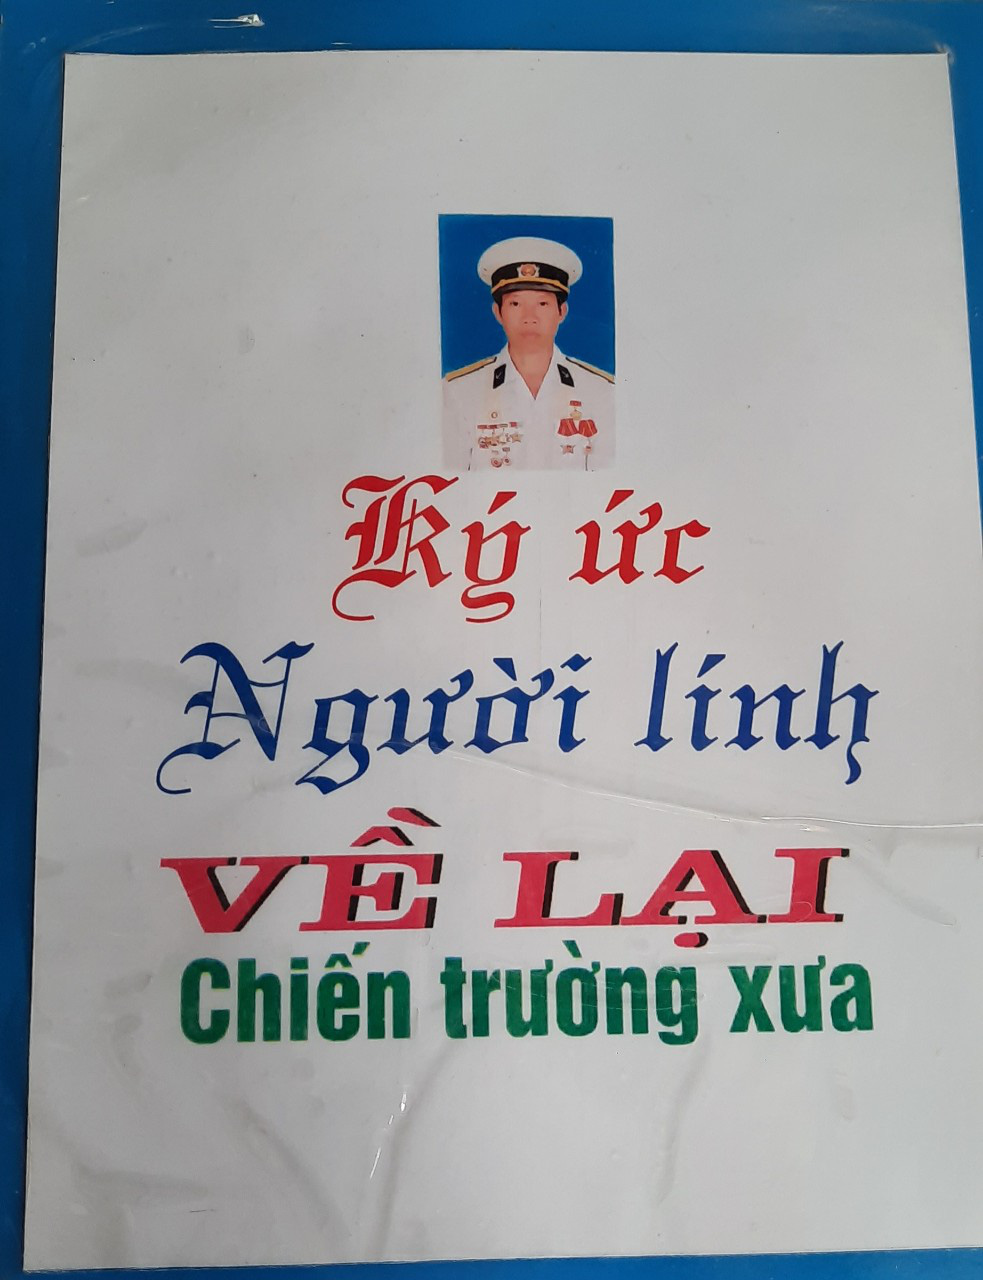 Ký ức
Người lính
VỀ LẠI
Chiến trường xưa